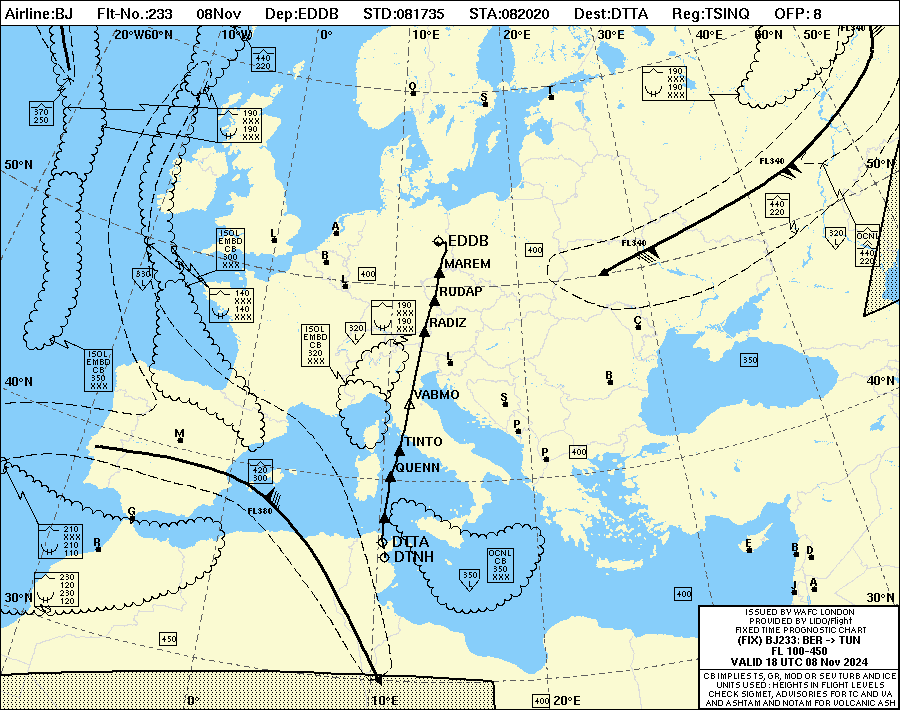 Airline:BJ Flt-No.:233 08Nov Dep:EDDB STD:081735 STA:082020 Dest:DTTA Reg:TSINQ OFP: 8
20°W60°N 10°W 0° 10°E 20°E 30°E 40°E 60°N 50°E
FL340
440
220
370
250
190
XXX
190
XXX
190
XXX
190
XXX
O
S
T
50°N
50°N
FL340
440
220
320
OCNL
440
220
ISOL
EMBD
CB
300
XXX
L
A
B
L
400
EDDB
MAREM
RUDAP
RADIZ
400
FL340
330
140
XXX
140
XXX
190
XXX
190
XXX
320
ISOL
EMBD
CB
320
XXX
ISOL
EMBD
CB
350
XXX
C
L
B
350
40°N
40°N
VABMO
S
P
M
TINTO
QUENN
P
400
420
300
FL380
G
R
210
XXX
210
110
230
120
230
120
DTTA
DTNH
OCNL
CB
350
XXX
350
E
B
D
J
A
400
30°N
30°N
450
ISSUED BY WAFC LONDON
PROVIDED BY LIDO/Flight
FIXED TIME PROGNOSTIC CHART
(FIX) BJ233: BER -> TUN
FL 100-450
VALID 18 UTC 08 Nov 2024
CB IMPLIES TS, GR, MOD OR SEV TURB AND ICE
UNITS USED : HEIGHTS IN FLIGHT LEVELS
CHECK SIGMET, ADVISORIES FOR TC AND VA
AND ASHTAM AND NOTAM FOR VOLCANIC ASH
0° 10°E 400 20°E